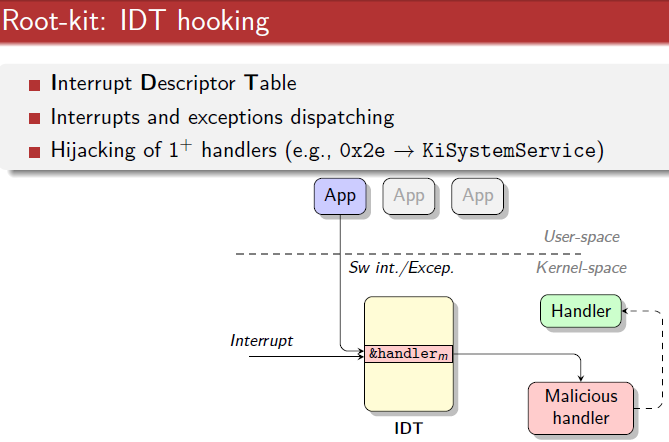 Root-kit: IDT hooking
Interrupt Descriptor Table
Interrupts and exceptions dispatching
Hijacking of 1⁺ handlers (e.g., 0x2e → KiSystemService)
App App App
User-space
Sw int./Excep. Kernel-space
Handler
Interrupt
&handlerₘ
Malicious
handler
IDT